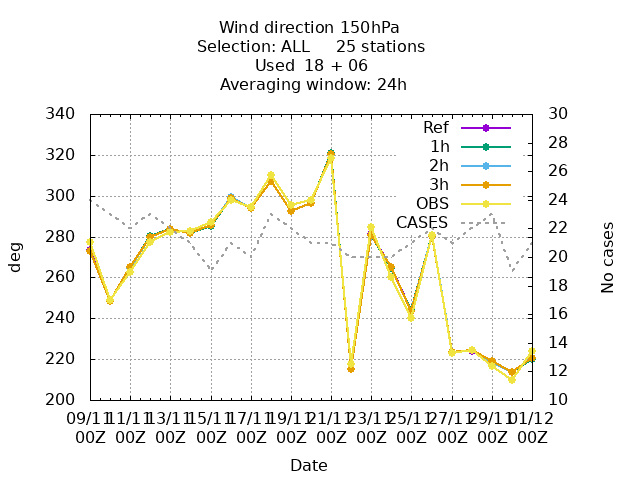 Wind direction 150hPa
Selection: ALL     25 stations
Used  18 + 06
Averaging window: 24h
340
320
300
280
260
240
220
200
30
28
26
24
22
20
18
16
14
12
10
deg
No cases
Ref
1h
2h
3h
OBS
CASES
09/11 11/11 13/11 15/11 17/11 19/11 21/11 23/11 25/11 27/11 29/11 01/12
00Z 00Z 00Z 00Z 00Z 00Z 00Z 00Z 00Z 00Z 00Z 00Z
Date